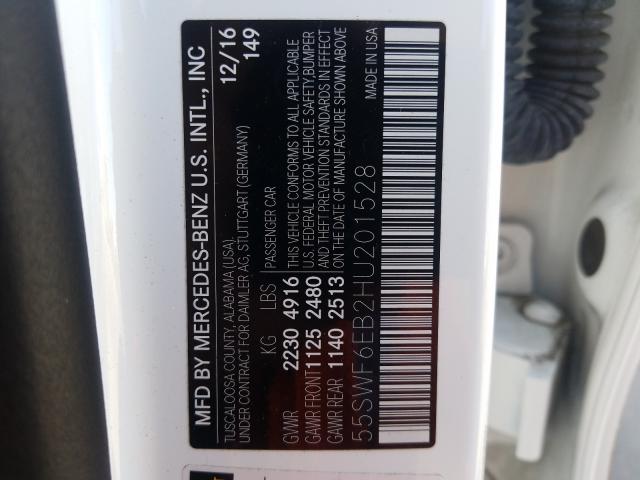 MFD BY MERCEDES-BENZ U.S. INTL., INC 12/16
TUSCALOOSA COUNTY, ALABAMA (USA) 149
UNDER CONTRACT FOR DAIMLER AG, STUTTGART (GERMANY)
KG LBS PASSENGER CAR
GVWR 2230 4916 THIS VEHICLE CONFORMS TO ALL APPLICABLE
GAWR FRONT 1125 2480 U.S. FEDERAL MOTOR VEHICLE SAFETY,BUMPER
GAWR REAR 1140 2513 AND THEFT PREVENTION STANDARDS IN EFFECT
ON THE DATE OF MANUFACTURE SHOWN ABOVE
55SWF6EB2HU201528 MADE IN USA